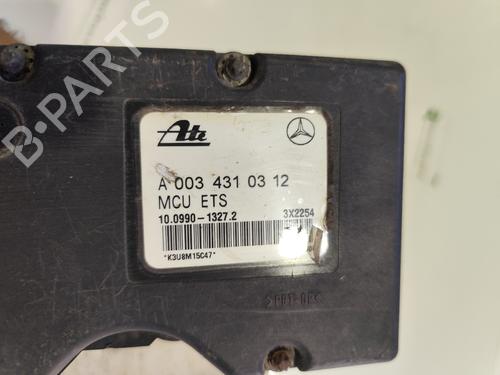 B-PARTS
Ate
A 003 431 03 12
MCU ETS
10.0990-1327.2 3X2254
*K3U8M15C47*